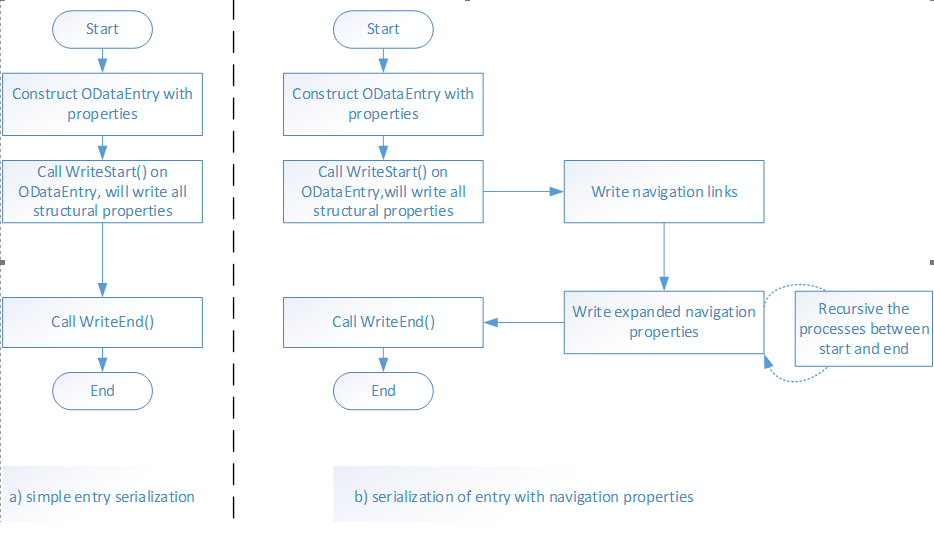 Start
Construct ODataEntry with
properties
Call WriteStart() on
ODataEntry, will write all
structural properties
Call WriteEnd()
End
a) simple entry serialization
Start
Construct ODataEntry with
properties
Call WriteStart() on
ODataEntry,will write all
structural properties
Write navigation links
Write expanded navigation
properties
Recursive the
processes between
start and end
Call WriteEnd()
End
b) serialization of entry with navigation properties